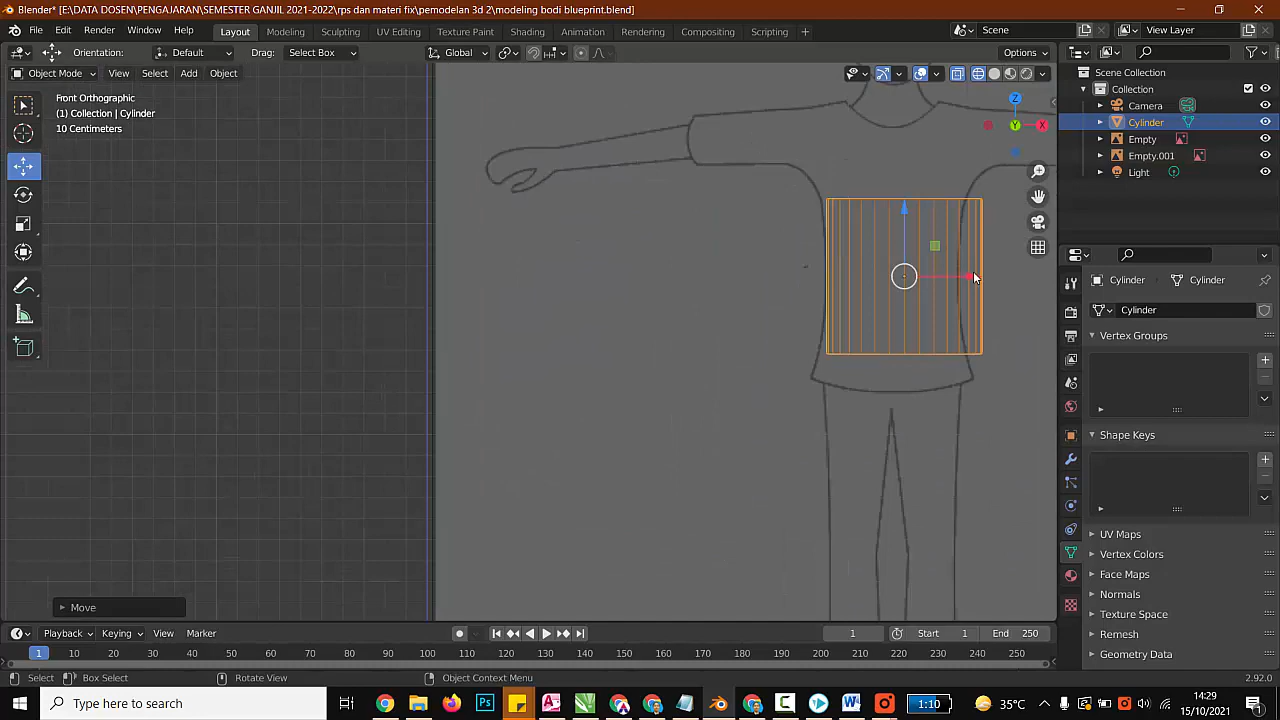 Blender* [E:\DATA DOSEN\PENGAJARAN\SEMESTER GANJIL 2021-2022\rps dan materi fix\pemodelan 3d 2\modeling bodi blueprint.blend]
File Edit Render Window Help Layout Modeling Sculpting UV Editing Texture Paint Shading Animation Rendering Compositing Scripting + Scene View Layer
Orientation: Default Drag: Select Box Global Options
Object Mode View Select Add Object
Front Orthographic
(1) Collection | Cylinder
10 Centimeters
Z
Y
X
Move
Scene Collection
Collection
Camera
Cylinder
Empty
Empty.001
Light
Cylinder Cylinder
Cylinder
Vertex Groups
Shape Keys
UV Maps
Vertex Colors
Face Maps
Normals
Texture Space
Remesh
Geometry Data
Playback Keying View Marker 1 Start 1 End 250
1 10 20 30 40 50 60 70 80 90 100 110 120 130 140 150 160 170 180 190 200 210 220 230 240 250
Select Box Select Rotate View Object Context Menu 2.92.0
Type here to search 1:10 35°C 14:29
15/10/2021